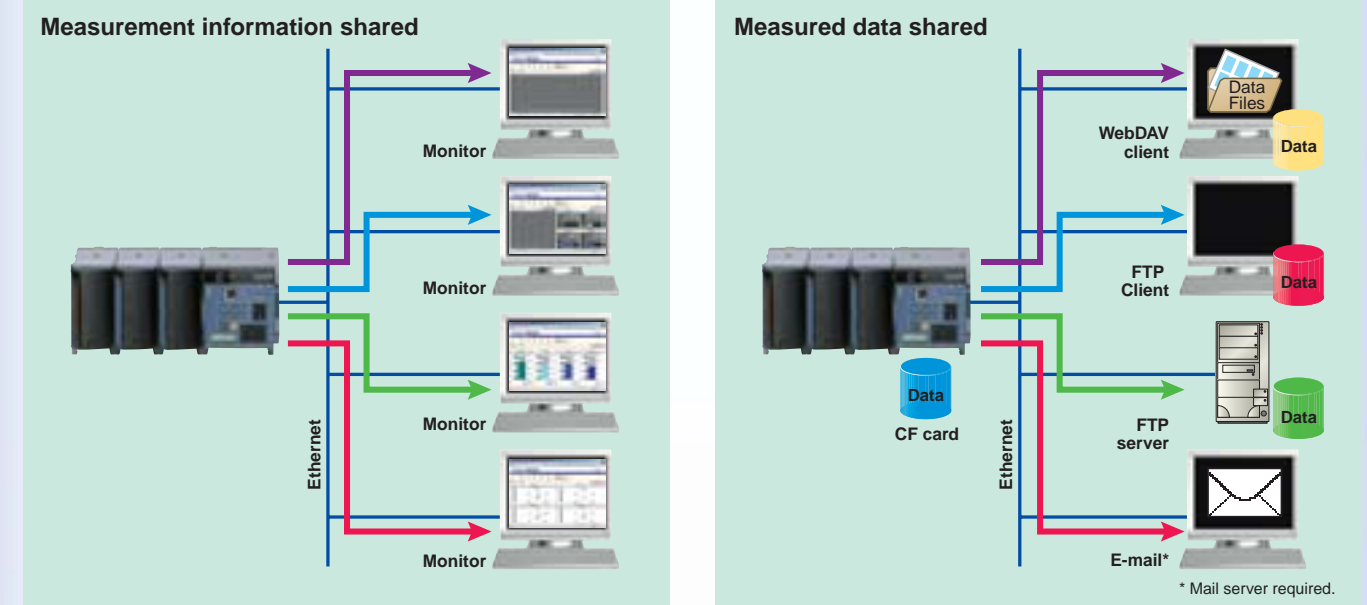 Measurement information shared
Monitor
Monitor
Monitor
Monitor
Ethernet
Measured data shared
Data
Files
WebDAV
client
Data
FTP
Client
Data
Data
CF card
FTP
server
Data
Ethernet
E-mail*
* Mail server required.